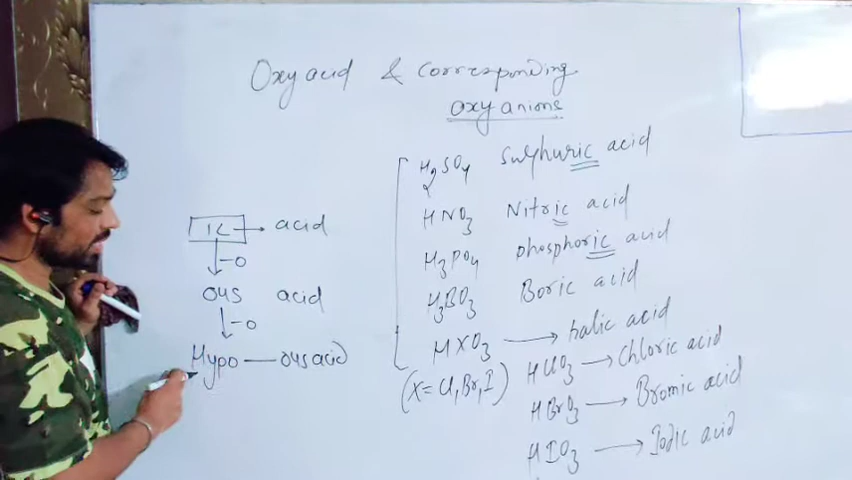 Oxyacid & corresponding
oxyanions
IC → acid
-O
ous acid
-O
Hypo — ous acid
H2SO4 Sulphuric acid
HNO3 Nitric acid
H3PO4 phosphoric acid
H3BO3 Boric acid
HXO3 → halic acid
(X = Cl, Br, I)
HClO3 → Chloric acid
HBrO3 → Bromic acid
HIO3 → Iodic acid